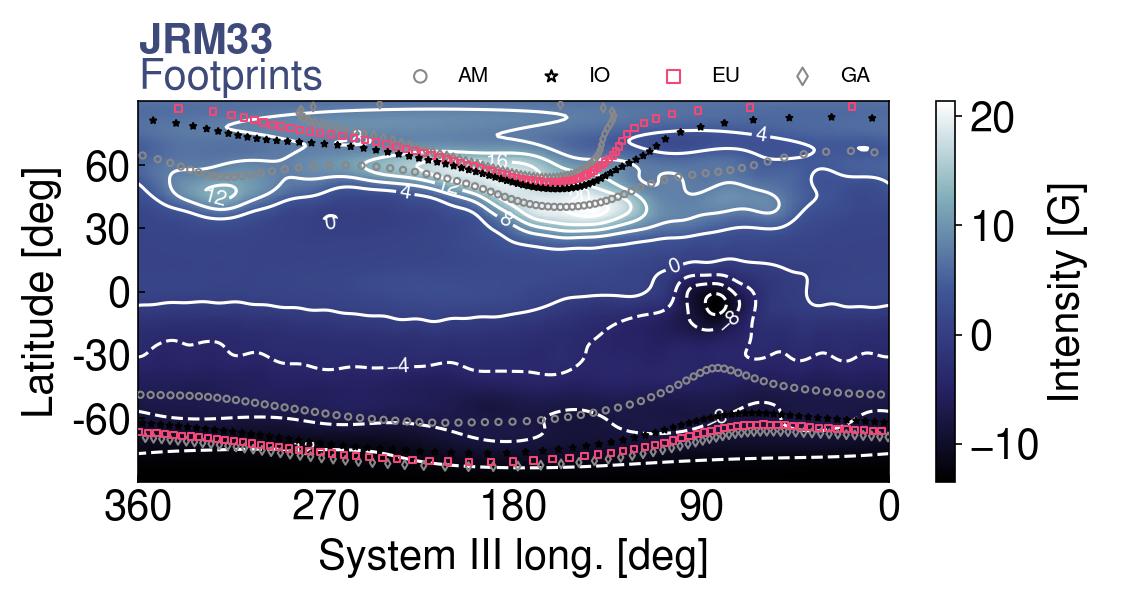 JRM33
Footprints
AM IO EU GA
20
10
0
−10
Intensity [G]
60
30
0
-30
-60
Latitude [deg]
4
16
12
12
4
8
0
0
−8
−4
360 270 180 90 0
System III long. [deg]